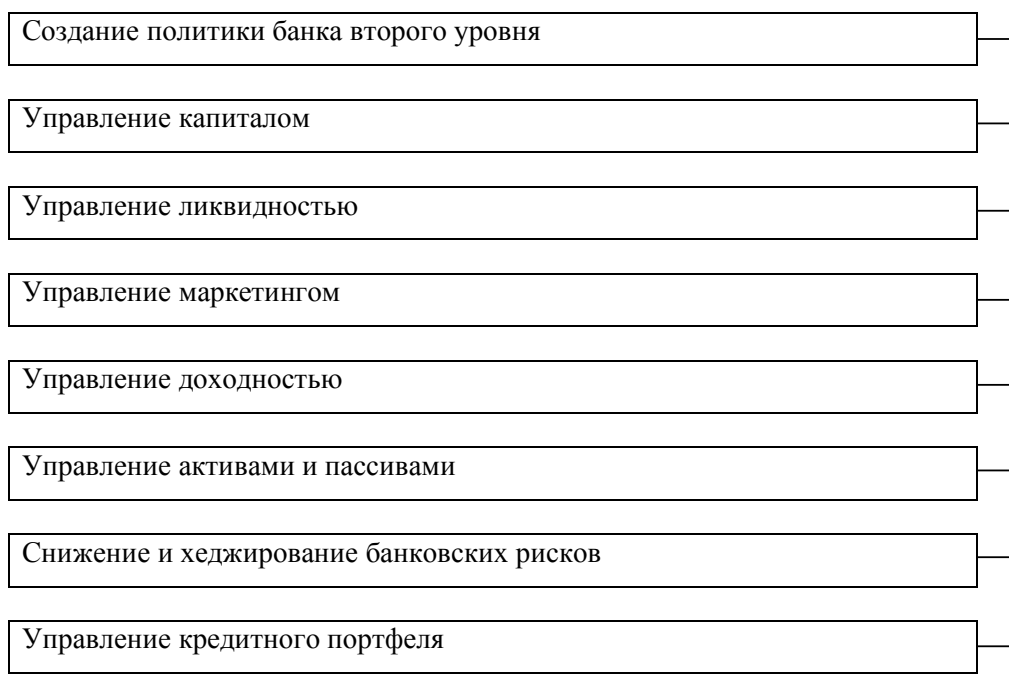 Создание политики банка второго уровня
Управление капиталом
Управление ликвидностью
Управление маркетингом
Управление доходностью
Управление активами и пассивами
Снижение и хеджирование банковских рисков
Управление кредитного портфеля